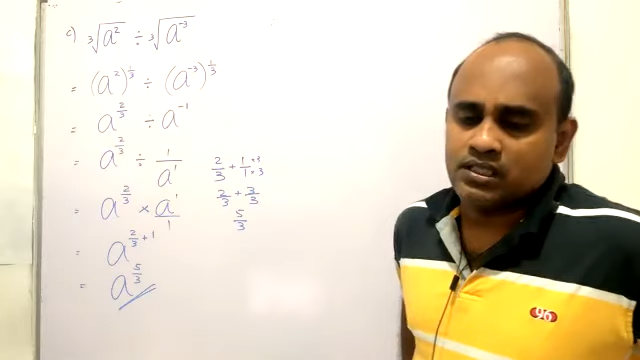 c) ∛a² ÷ ∛a⁻³
= (a²)^(1/3) ÷ (a⁻³)^(1/3)
= a^(2/3) ÷ a⁻¹
= a^(2/3) ÷ 1/a¹
= a^(2/3) × a¹/1
= a^(2/3 + 1)
= a^(5/3)
2/3 + 1/1 ×3 ×3
2/3 + 3/3
5/3
96